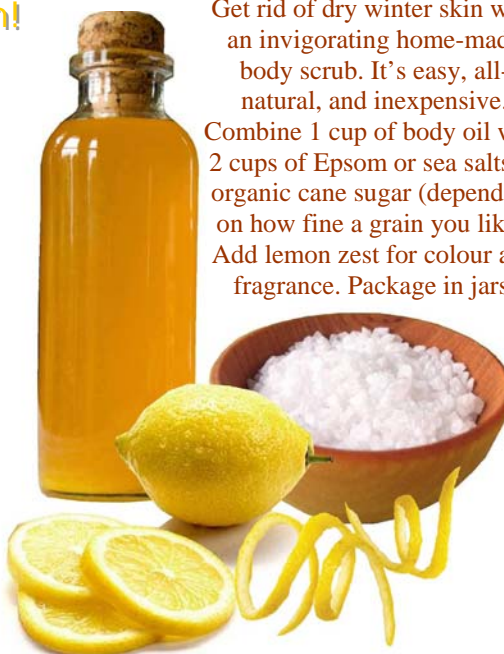 n!
Get rid of dry winter skin w
an invigorating home-mad
body scrub. It’s easy, all-
natural, and inexpensive.
Combine 1 cup of body oil w
2 cups of Epsom or sea salts
organic cane sugar (depend
on how fine a grain you lik
Add lemon zest for colour a
fragrance. Package in jars